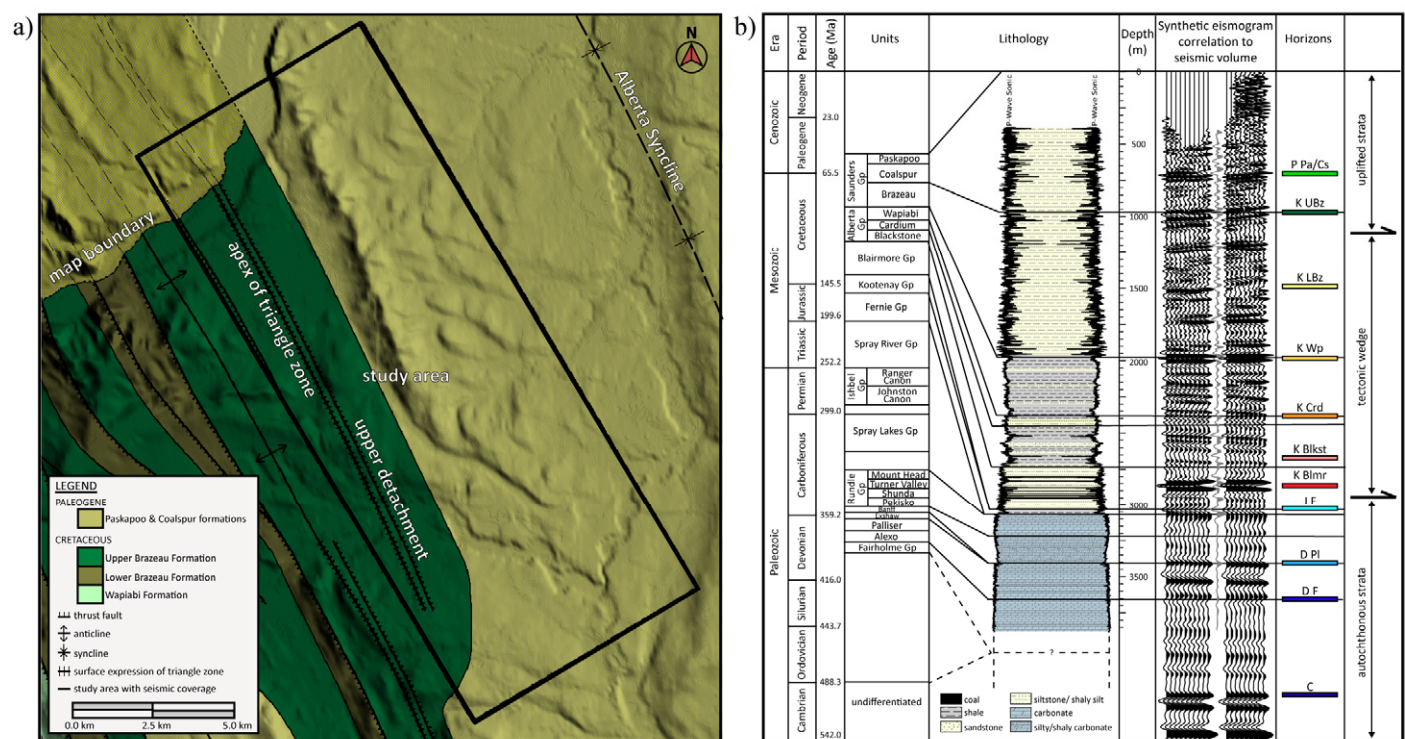 a)
N
Alberta Syncline
map boundary
apex of triangle zone
study area
upper detachment
LEGEND
PALEOGENE
Paskapoo & Coalspur formations
CRETACEOUS
Upper Brazeau Formation
Lower Brazeau Formation
Wapiabi Formation
thrust fault
anticline
syncline
surface expression of triangle zone
study area with seismic coverage
0.0 km 2.5 km 5.0 km
b)
Era
Period
Age (Ma)
Units
Lithology
Depth
(m)
Synthetic eismogram
correlation to
seismic volume
Horizons
Cenozoic
Mesozoic
Paleozoic
Neogene
Paleogene
Cretaceous
Jurassic
Triassic
Permian
Carboniferous
Devonian
Silurian
Ordovician
Cambrian
23.0
65.5
145.5
199.6
252.2
299.0
359.2
416.0
443.7
488.3
542.0
Saunders
Gp
Paskapoo
Coalspur
Brazeau
Alberta
Gp
Wapiabi
Cardium
Blackstone
Blairmore Gp
Kootenay Gp
Fernie Gp
Spray River Gp
Ishbel
Gp
Ranger
Canon
Johnston
Canon
Spray Lakes Gp
Rundle
Gp
Mount Head
Turner Valley
Shunda
Pekisko
Banff
Exshaw
Palliser
Alexo
Fairholme Gp
undifferentiated
P-Wave Sonic
P-Wave Sonic
?
coal
shale
sandstone
siltstone/ shaly silt
carbonate
silty/shaly carbonate
0
500
1000
1500
2000
2500
3000
3500
P Pa/Cs
K UBz
K LBz
K Wp
K Crd
K Blkst
K Blmr
J F
D Pl
D F
C
uplifted strata
tectonic wedge
autochthonous strata